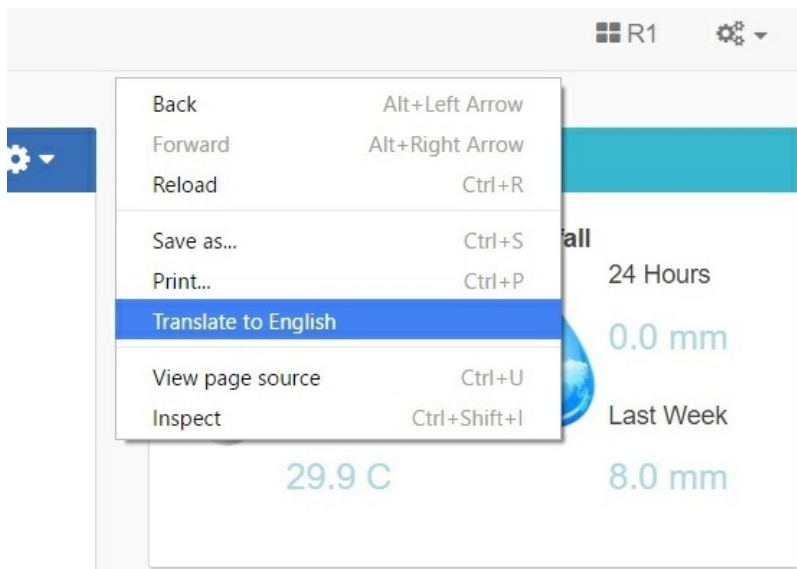 R1
Back Alt+Left Arrow
Forward Alt+Right Arrow
Reload Ctrl+R
Save as... Ctrl+S
Print... Ctrl+P
Translate to English
View page source Ctrl+U
Inspect Ctrl+Shift+I
fall
24 Hours
0.0 mm
Last Week
29.9 C 8.0 mm